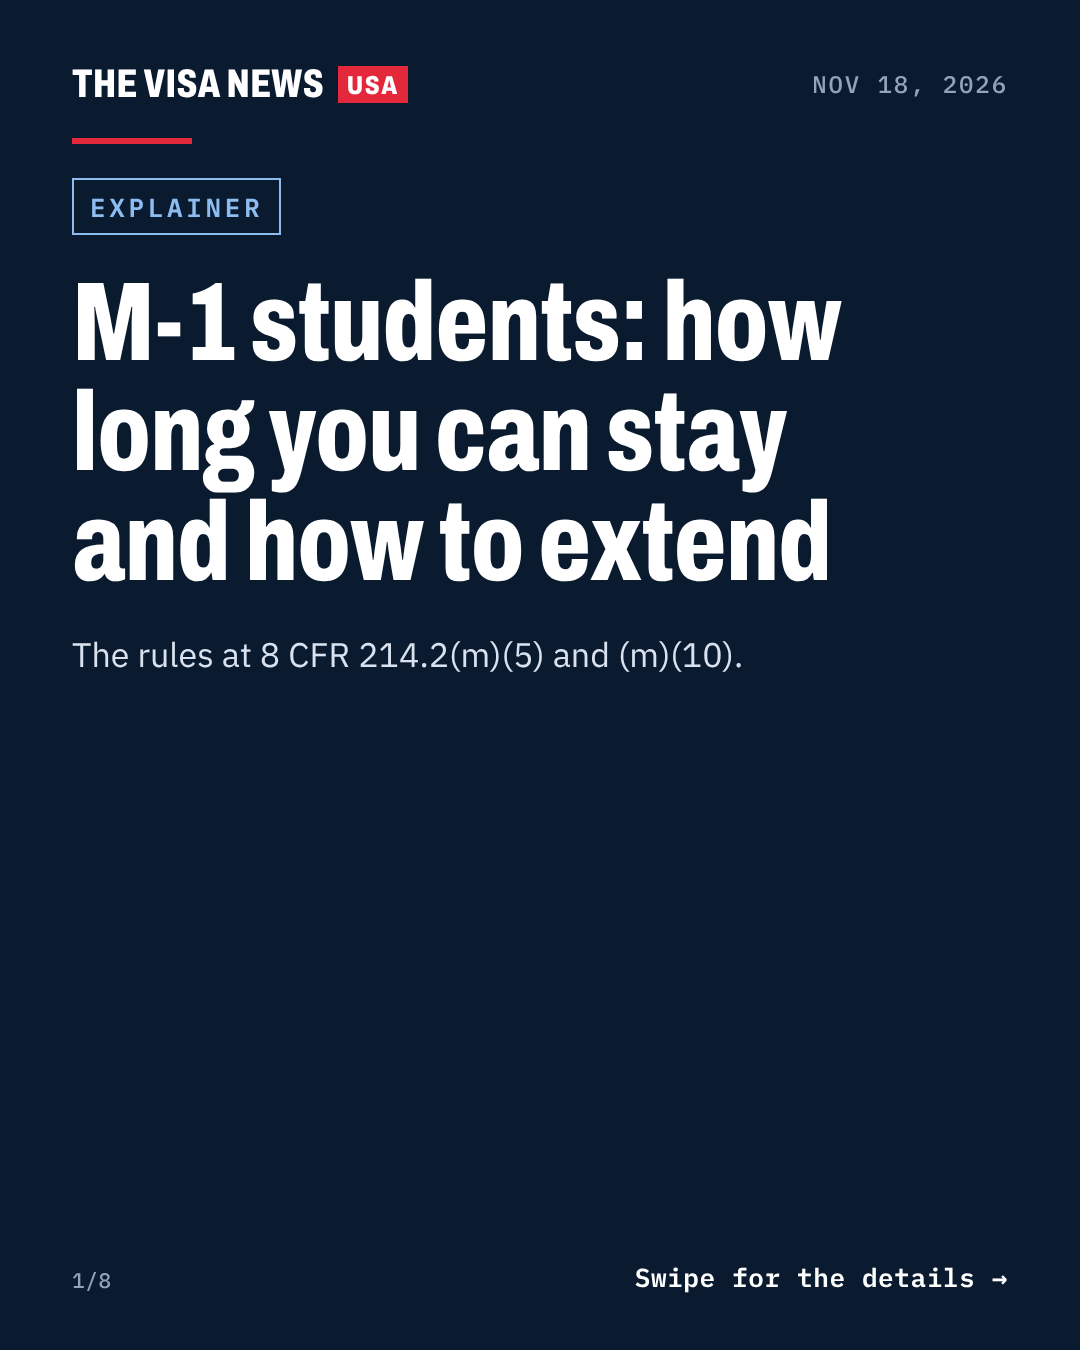 THE VISA NEWS USA
NOV 18, 2026
EXPLAINER
M-1 students: how
long you can stay
and how to extend
The rules at 8 CFR 214.2(m)(5) and (m)(10).
1/8
Swipe for the details →